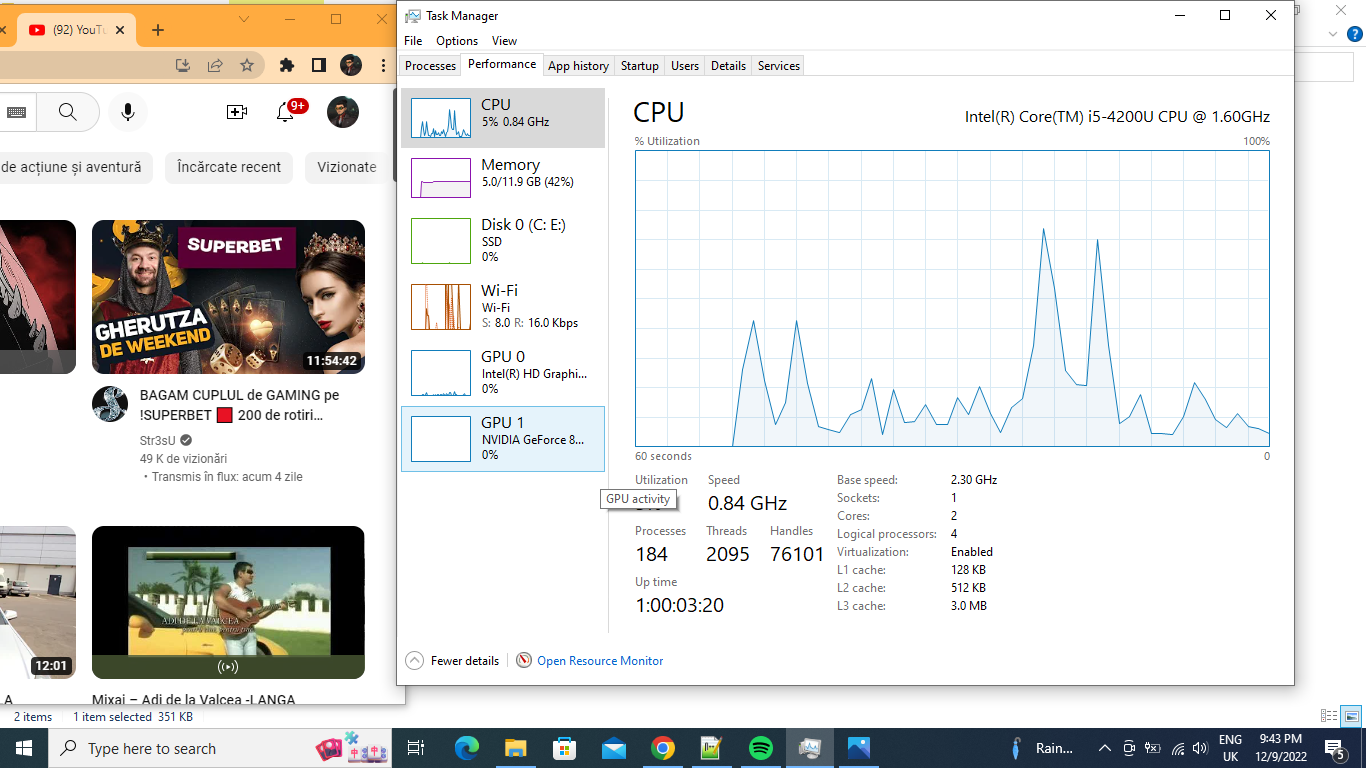 (92) YouTu
9+
de acțiune și aventură
Încărcate recent
Vizionate
SUPERBET
GHERUTZA
DE WEEKEND
11:54:42
BAGAM CUPLUL de GAMING pe
!SUPERBET 🟥 200 de rotiri...
Str3sU
49 K de vizionări
• Transmis în flux: acum 4 zile
12:01
ADI DE LA VALCEA
Mixai – Adi de la Valcea -LANGA
2 items
1 item selected 351 KB
Task Manager
File Options View
Processes Performance App history Startup Users Details Services
CPU
5% 0.84 GHz
Memory
5.0/11.9 GB (42%)
Disk 0 (C: E:)
SSD
0%
Wi-Fi
Wi-Fi
S: 8.0 R: 16.0 Kbps
GPU 0
Intel(R) HD Graphi...
0%
GPU 1
NVIDIA GeForce 8...
0%
GPU activity
CPU
Intel(R) Core(TM) i5-4200U CPU @ 1.60GHz
% Utilization 100%
60 seconds 0
Utilization Speed
0.84 GHz
Processes Threads Handles
184 2095 76101
Up time
1:00:03:20
Base speed: 2.30 GHz
Sockets: 1
Cores: 2
Logical processors: 4
Virtualization: Enabled
L1 cache: 128 KB
L2 cache: 512 KB
L3 cache: 3.0 MB
Fewer details
Open Resource Monitor
Type here to search
Rain...
ENG
UK
9:43 PM
12/9/2022
5